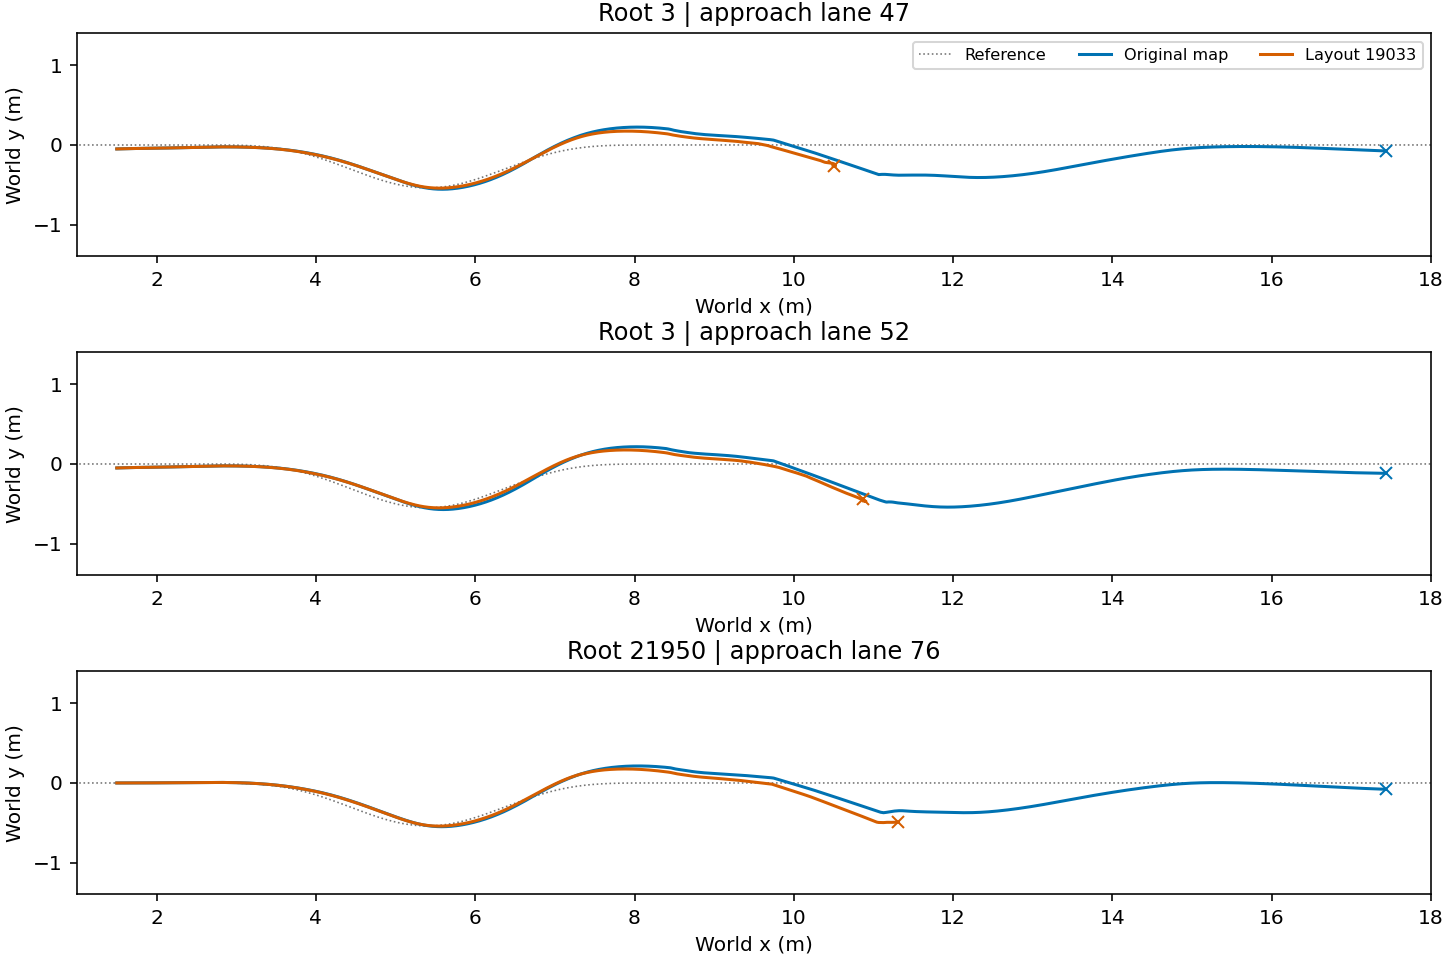 Root 3 | approach lane 47
Reference Original map Layout 19033
World y (m)
1
0
−1
2 4 6 8 10 12 14 16 18
World x (m)
Root 3 | approach lane 52
World y (m)
1
0
−1
2 4 6 8 10 12 14 16 18
World x (m)
Root 21950 | approach lane 76
World y (m)
1
0
−1
2 4 6 8 10 12 14 16 18
World x (m)